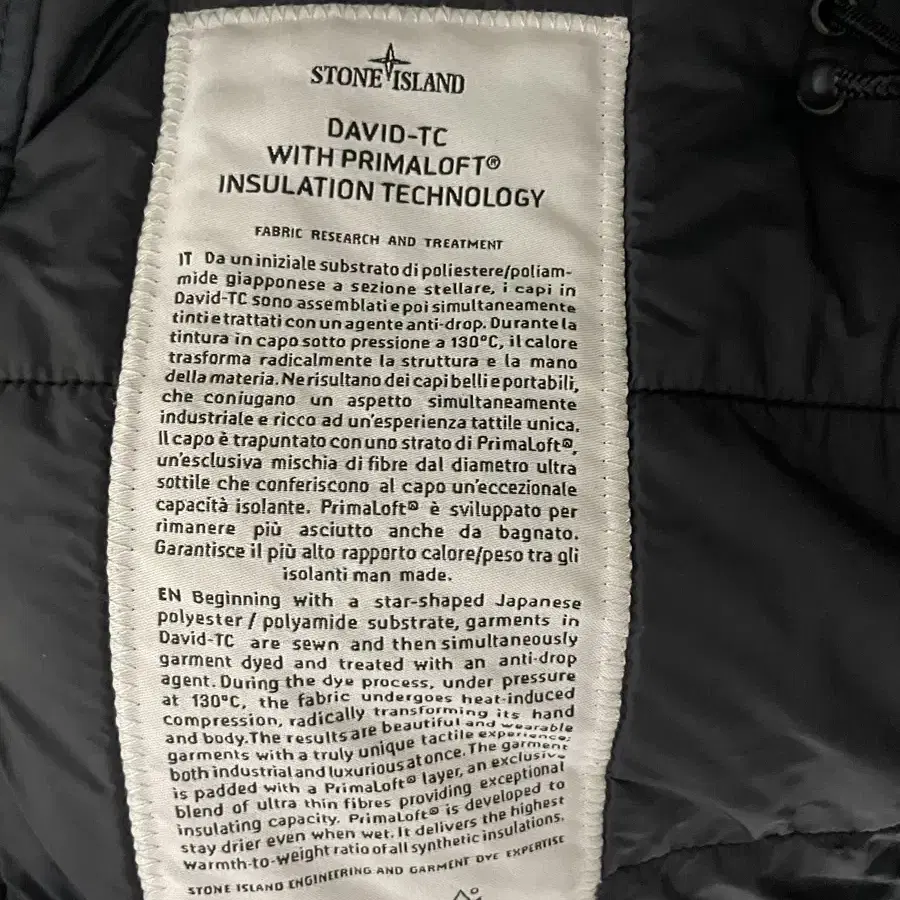 STONE ISLAND
DAVID-TC
WITH PRIMALOFT®
INSULATION TECHNOLOGY
FABRIC RESEARCH AND TREATMENT
IT Da un iniziale substrato di poliestere/poliam-
mide giapponese a sezione stellare, i capi in
David-TC sono assemblati e poi simultaneamente
tinti e trattati con un agente anti-drop. Durante la
tintura in capo sotto pressione a 130°C, il calore
trasforma radicalmente la struttura e la mano
della materia. Ne risultano dei capi belli e portabili,
che coniugano un aspetto simultaneamente
industriale e ricco ad un'esperienza tattile unica.
Il capo è trapuntato con uno strato di PrimaLoft®,
un'esclusiva mischia di fibre dal diametro ultra
sottile che conferiscono al capo un'eccezionale
capacità isolante. PrimaLoft® è sviluppato per
rimanere più asciutto anche da bagnato.
Garantisce il più alto rapporto calore/peso tra gli
isolanti man made.
EN Beginning with a star-shaped Japanese
polyester / polyamide substrate, garments in
David-TC are sewn and then simultaneously
garment dyed and treated with an anti-drop
agent. During the dye process, under pressure
at 130°C, the fabric undergoes heat-induced
compression, radically transforming its hand
and body. The results are beautiful and wearable
garments with a truly unique tactile experience;
both industrial and luxurious at once. The garment
is padded with a PrimaLoft® layer, an exclusive
blend of ultra thin fibres providing exceptional
insulating capacity. PrimaLoft® is developed to
stay drier even when wet. It delivers the highest
warmth-to-weight ratio of all synthetic insulations.
STONE ISLAND ENGINEERING AND GARMENT DYE EXPERTISE